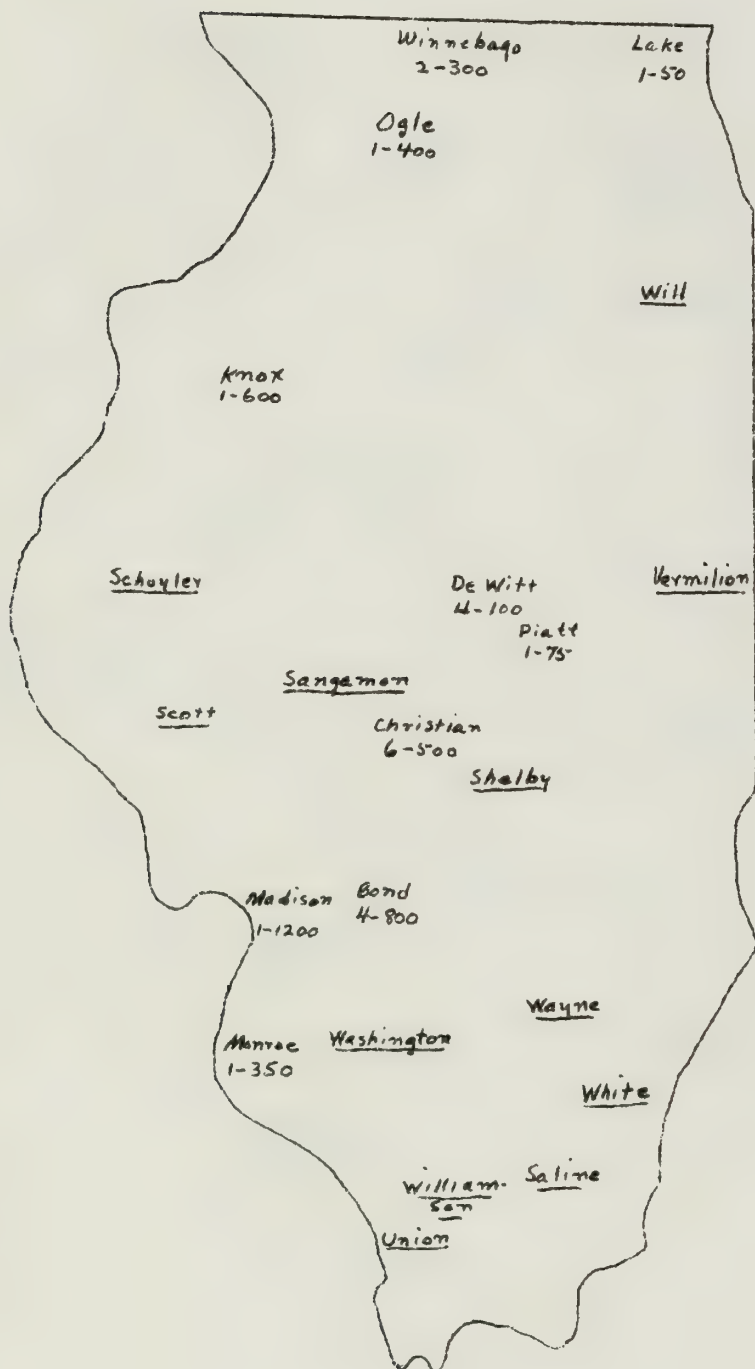 Winnebago
2-300
Lake
1-50
Ogle
1-400
Will
Knox
1-600
Schuyler
De Witt
4-100
Vermilion
Piatt
1-75
Sangamon
Scott
Christian
6-500
Shelby
Madison
1-1200
Bond
4-800
Wayne
Monroe
1-350
Washington
White
William-
son
Saline
Union